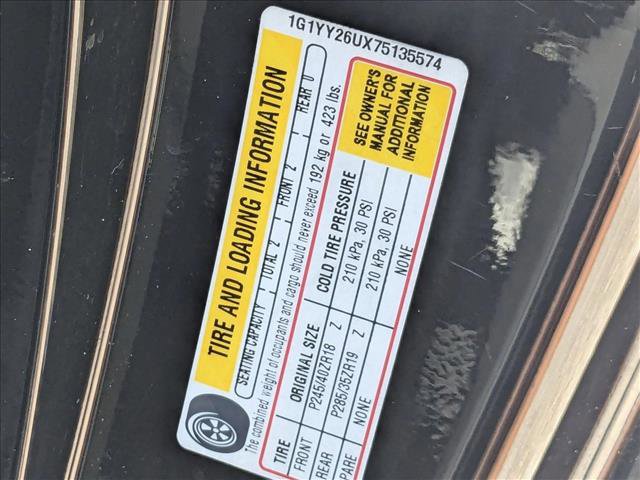 1G1YY26UX75135574
TIRE AND LOADING INFORMATION
SEATING CAPACITY TOTAL 2 FRONT 2 REAR 0
The combined weight of occupants and cargo should never exceed 192 kg or 423 lbs.
TIRE ORIGINAL SIZE COLD TIRE PRESSURE
FRONT P245/40ZR18 Z 210 kPa, 30 PSI
REAR P285/35ZR19 Z 210 kPa, 30 PSI
PARE NONE NONE
SEE OWNER'S
MANUAL FOR
ADDITIONAL
INFORMATION